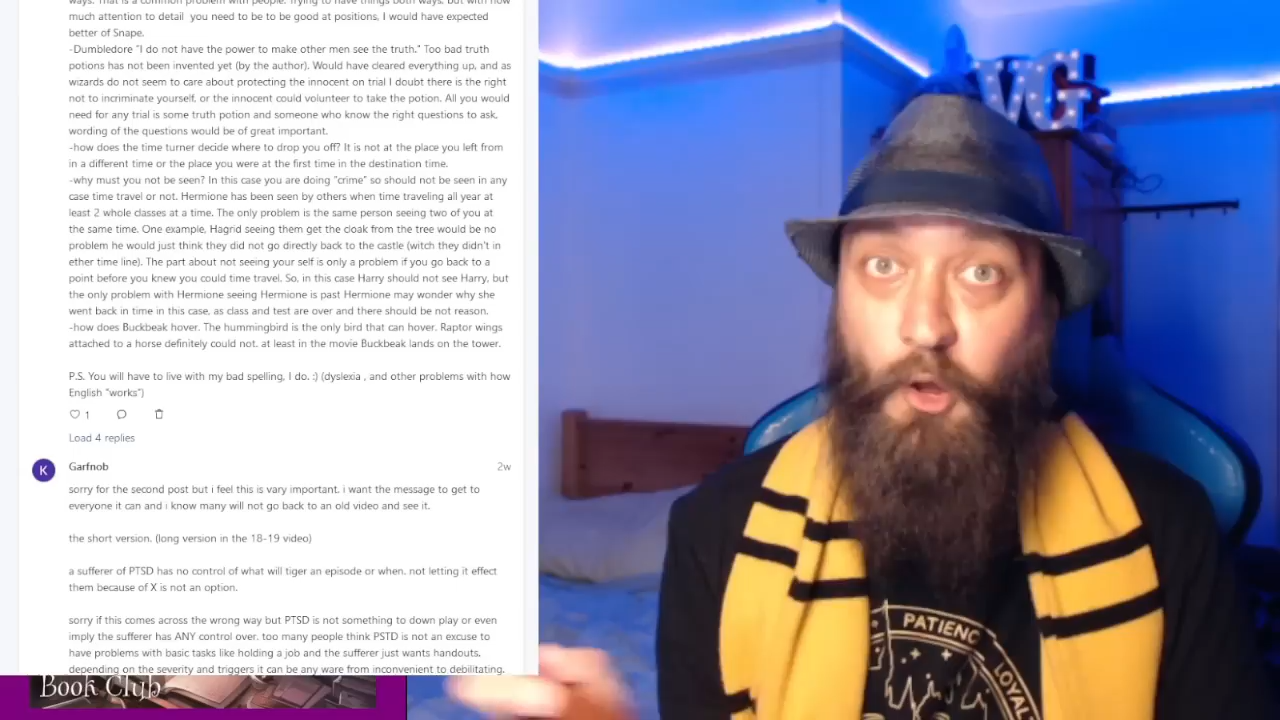 ways. That is a common problem with people. Trying to have things both ways, but with how
much attention to detail you need to be to be good at positions, I would have expected
better of Snape.
-Dumbledore "I do not have the power to make other men see the truth." Too bad truth
potions has not been invented yet (by the author). Would have cleared everything up, and as
wizards do not seem to care about protecting the innocent on trial I doubt there is the right
not to incriminate yourself, or the innocent could volunteer to take the potion. All you would
need for any trial is some truth potion and someone who know the right questions to ask,
wording of the questions would be of great important.
-how does the time turner decide where to drop you off? It is not at the place you left from
in a different time or the place you were at the first time in the destination time.
-why must you not be seen? In this case you are doing "crime" so should not be seen in any
case time travel or not. Hermione has been seen by others when time traveling all year at
least 2 whole classes at a time. The only problem is the same person seeing two of you at
the same time. One example, Hagrid seeing them get the cloak from the tree would be no
problem he would just think they did not go directly back to the castle (witch they didn't in
ether time line). The part about not seeing your self is only a problem if you go back to a
point before you knew you could time travel. So, in this case Harry should not see Harry, but
the only problem with Hermione seeing Hermione is past Hermione may wonder why she
went back in time in this case, as class and test are over and there should be not reason.
-how does Buckbeak hover. The hummingbird is the only bird that can hover. Raptor wings
attached to a horse definitely could not. at least in the movie Buckbeak lands on the tower.
P.S. You will have to live with my bad spelling, I do. :) (dyslexia , and other problems with how
English "works")
1
Load 4 replies
K
Garfnob
2w
sorry for the second post but i feel this is vary important. i want the message to get to
everyone it can and i know many will not go back to an old video and see it.
the short version. (long version in the 18-19 video)
a sufferer of PTSD has no control of what will tiger an episode or when. not letting it effect
them because of X is not an option.
sorry if this comes across the wrong way but PTSD is not something to down play or even
imply the sufferer has ANY control over. too many people think PSTD is not an excuse to
have problems with basic tasks like holding a job and the sufferer just wants handouts.
depending on the severity and triggers it can be any ware from inconvenient to debilitating.
Book Club
VG
PATIENC
LOYAL